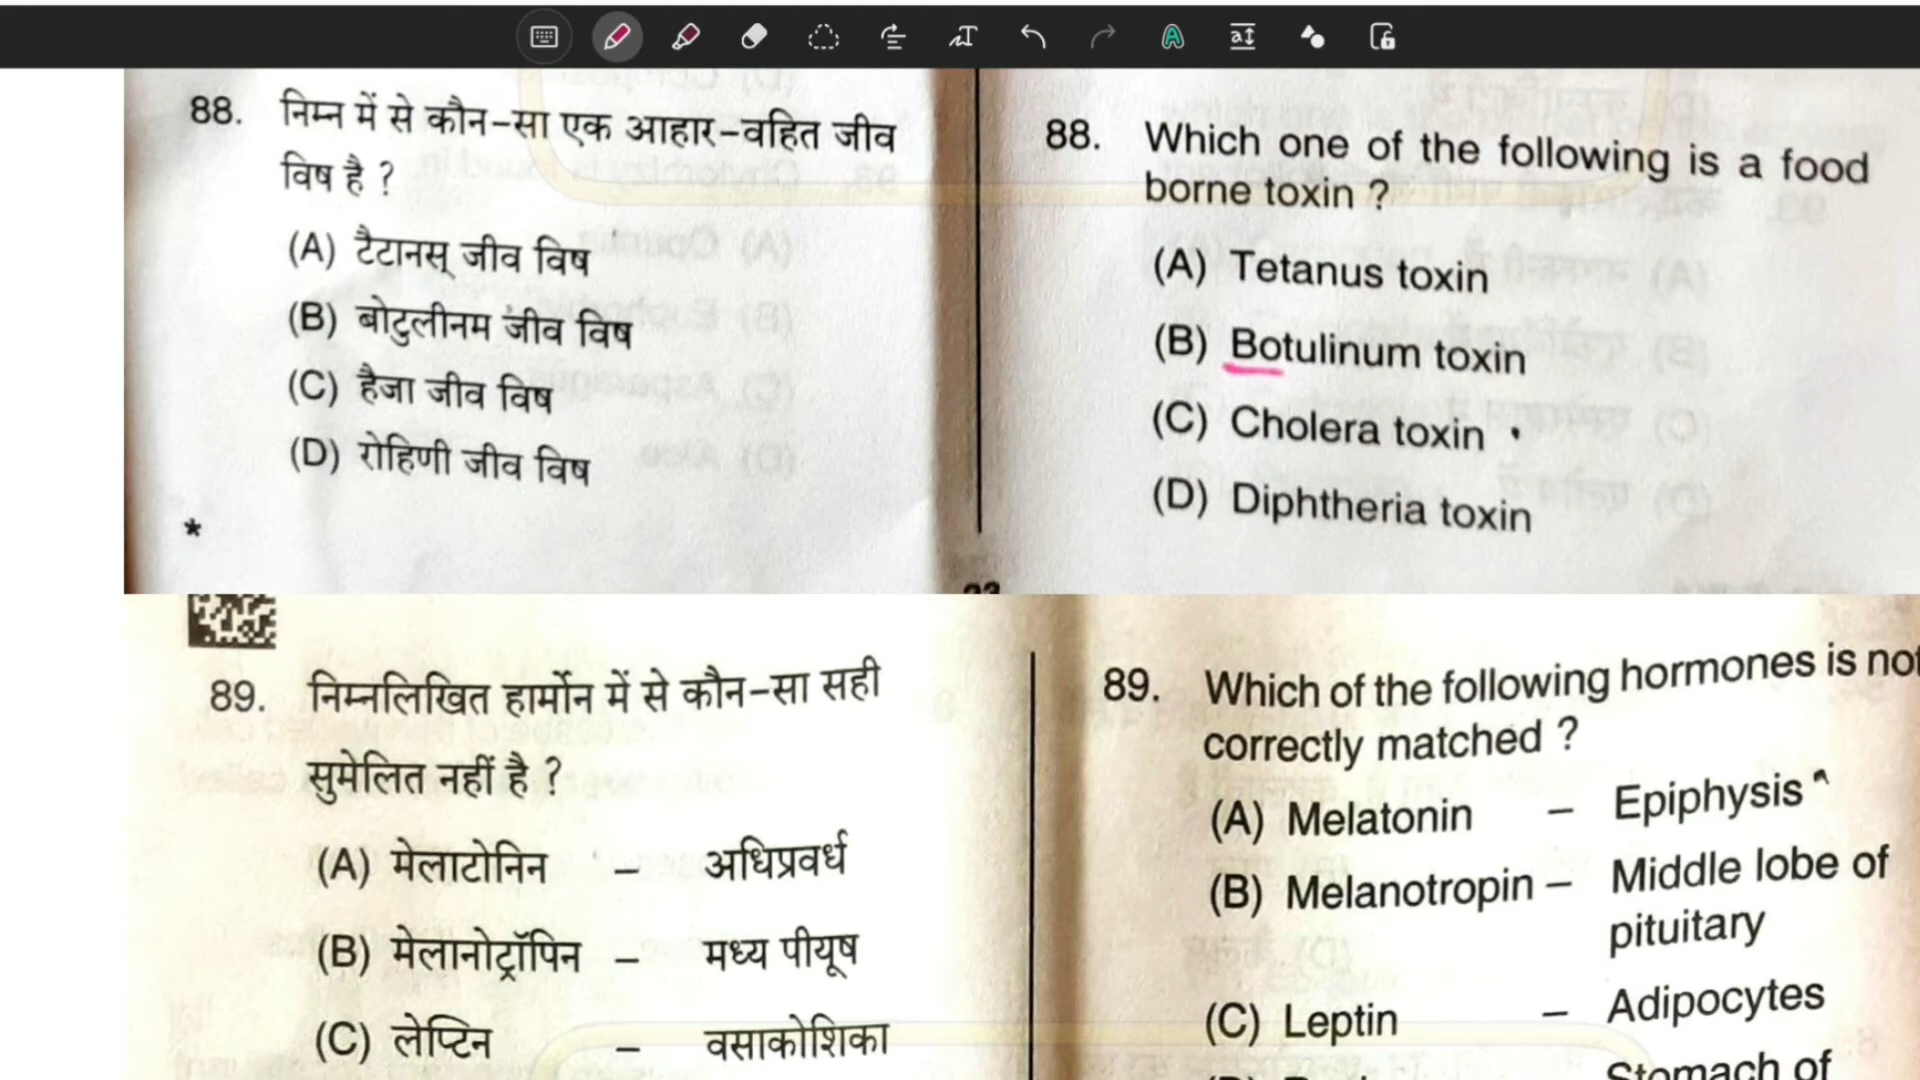 88. निम्न में से कौन-सा एक आहार-वहित जीव
विष है ?
(A) टैटानस् जीव विष
(B) बोटुलीनम जीव विष
(C) हैजा जीव विष
(D) रोहिणी जीव विष
*
88. Which one of the following is a food
borne toxin ?
(A) Tetanus toxin
(B) Botulinum toxin
(C) Cholera toxin
(D) Diphtheria toxin
89. निम्नलिखित हार्मोन में से कौन-सा सही
सुमेलित नहीं है ?
(A) मेलाटोनिन – अधिप्रवर्ध
(B) मेलानोट्रॉपिन – मध्य पीयूष
(C) लेप्टिन – वसाकोशिका
89. Which of the following hormones is not
correctly matched ?
(A) Melatonin – Epiphysis
(B) Melanotropin – Middle lobe of
pituitary
(C) Leptin – Adipocytes
Stomach of